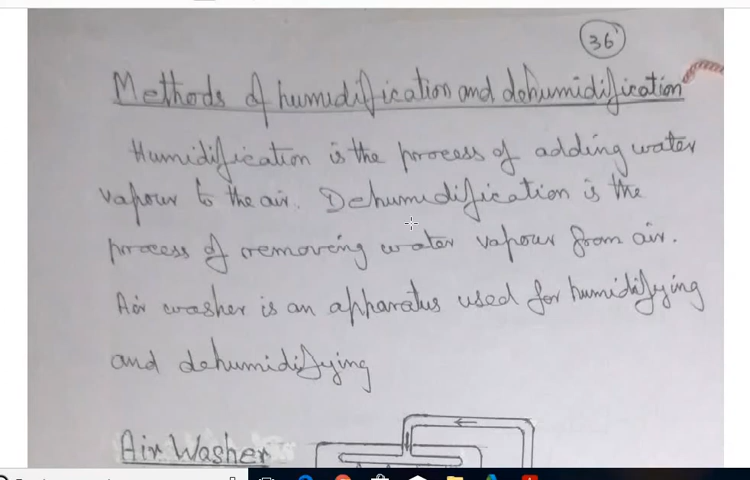 36
Methods of humidification and dehumidification
Humidification is the process of adding water
vapour to the air. Dehumidification is the
process of removing water vapour from air.
Air washer is an apparatus used for humidifying
and dehumidifying
Air Washer